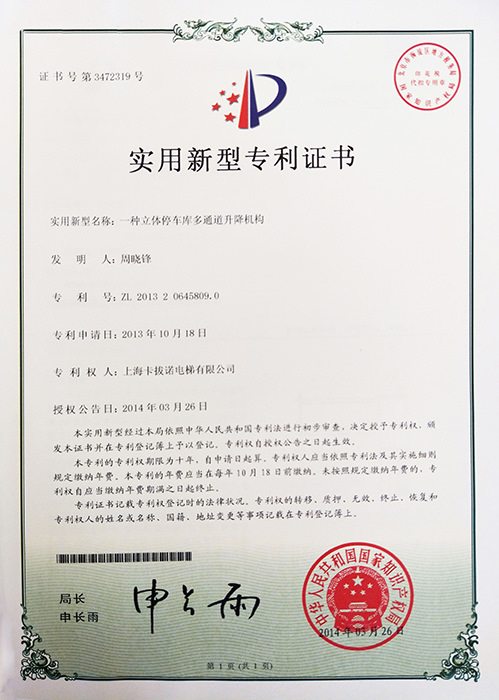 证书号第3472319号
实用新型专利证书
实用新型名称：一种立体停车库多通道升降机构
发明人：周晓锋
专利号：ZL 2013 2 0645809.0
专利申请日：2013年10月18日
专利权人：上海卡拔诺电梯有限公司
授权公告日：2014年03月26日
本实用新型经过本局依照中华人民共和国专利法进行初步审查，决定授予专利权，颁
发本证书并在专利登记簿上予以登记。专利权自授权公告之日起生效。
本专利的专利权期限为十年，自申请日起算。专利权人应当依照专利法及其实施细则
规定缴纳年费。本专利的年费应当在每年10月18日前缴纳。未按照规定缴纳年费的，专
利权自应当缴纳年费期满之日起终止。
专利证书记载专利权登记时的法律状况。专利权的转移、质押、无效、终止、恢复和
专利权人的姓名或名称、国籍、地址变更等事项记载在专利登记簿上。
局长
申长雨
申长雨
中华人民共和国国家知识产权局
2014年03月26日
第1页（共1页）